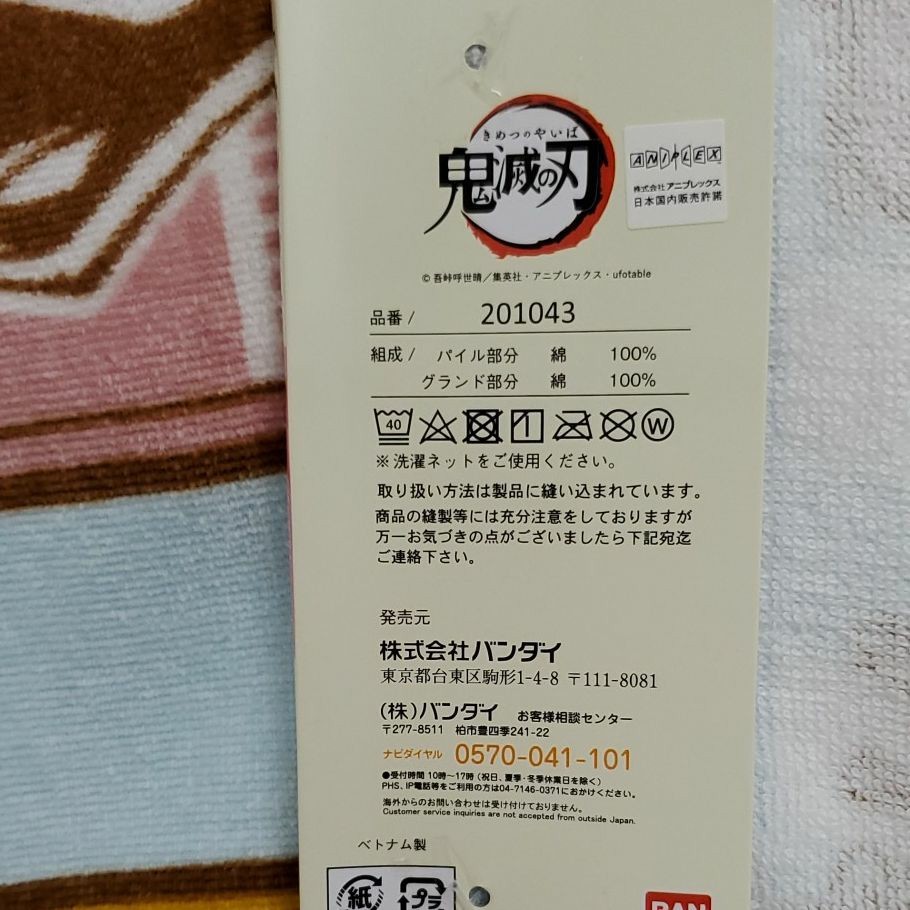 きめつのやいば
鬼滅の刃
ANIPLEX
株式会社アニプレックス
日本国内販売許諾
© 吾峠呼世晴／集英社・アニプレックス・ufotable
品番 / 201043
組成 / パイル部分 綿 100%
グランド部分 綿 100%
40 W
※ 洗濯ネットをご使用ください。
取り扱い方法は製品に縫い込まれています。
商品の縫製等には充分注意をしておりますが
万一お気づきの点がございましたら下記宛迄
ご連絡下さい。
発売元
株式会社バンダイ
東京都台東区駒形1-4-8 〒111-8081
(株)バンダイ お客様相談センター
〒277-8511 柏市豊四季241-22
ナビダイヤル 0570-041-101
●受付時間 10時～17時 (祝日、夏季・冬季休業日を除く)
PHS、IP電話等をご利用の方は04-7146-0371におかけください。
海外からのお問い合わせは受け付けておりません。
Customer service inquiries are not accepted from outside Japan.
ベトナム製
紙 プラ
BAN